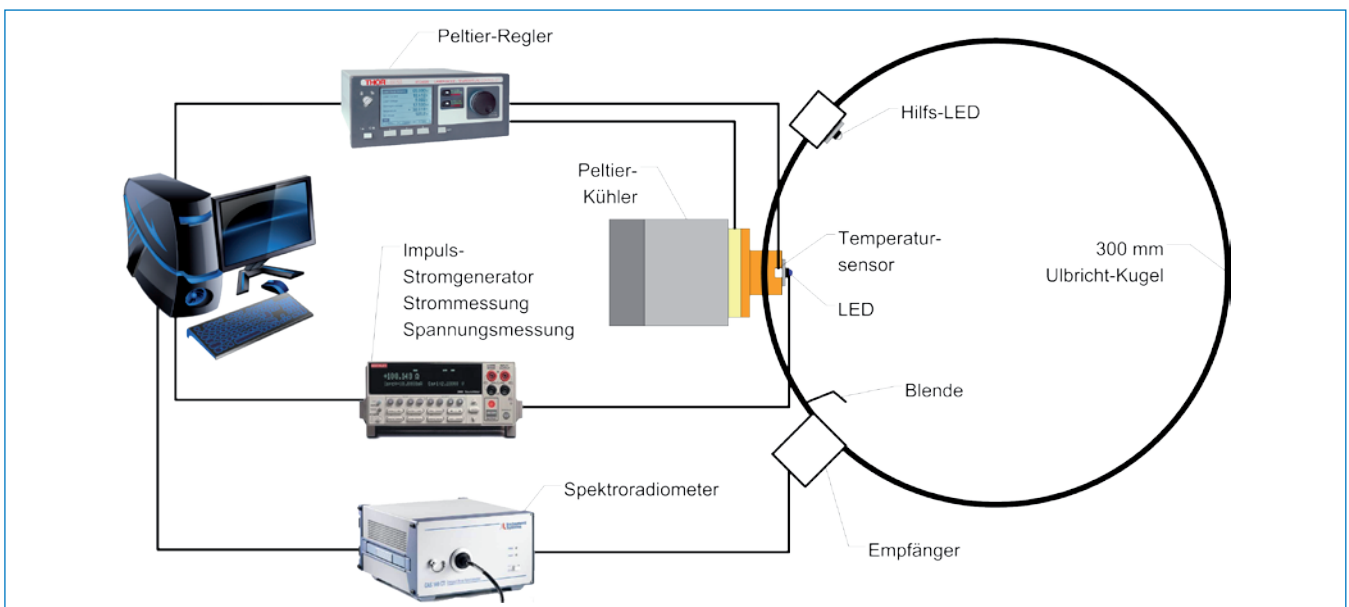 Peltier-Regler
THOR
Hilfs-LED
Peltier-
Kühler
Temperatur-
sensor
300 mm
Ulbricht-Kugel
LED
Impuls-
Stromgenerator
Strommessung
Spannungsmessung
Blende
Spektroradiometer
Empfänger